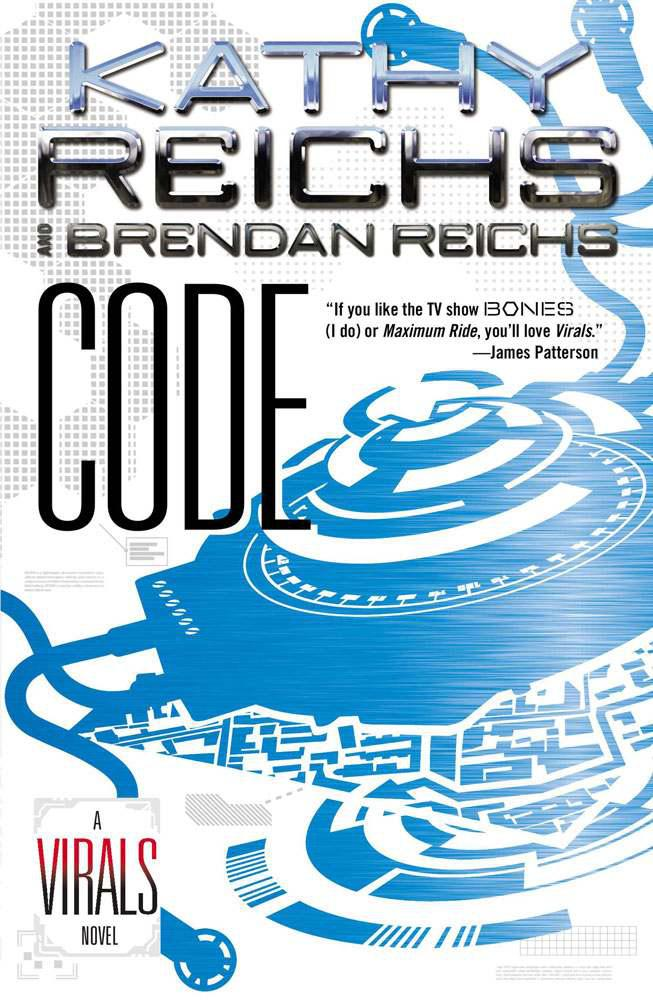 KATHY
REICHS
AND BRENDAN REICHS
CODE
“If you like the TV show BONES
(I do) or Maximum Ride, you’ll love Virals.”
—James Patterson
A
VIRALS
NOVEL